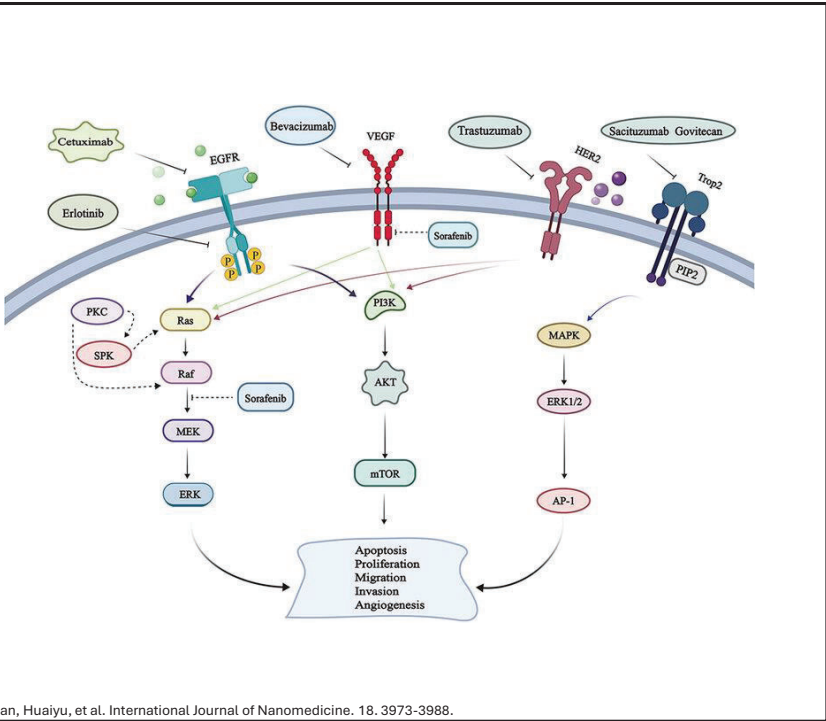 Cetuximab
EGFR
Bevacizumab
VEGF
Trastuzumab
HER2
Sacituzumab Govitecan
Trop2
Erlotinib
Sorafenib
P
P
P
P
PIP2
PKC
Ras
PI3K
SPK
MAPK
Raf
AKT
Sorafenib
ERK1/2
MEK
mTOR
ERK
AP-1
Apoptosis
Proliferation
Migration
Invasion
Angiogenesis
an, Huaiyu, et al. International Journal of Nanomedicine. 18. 3973-3988.